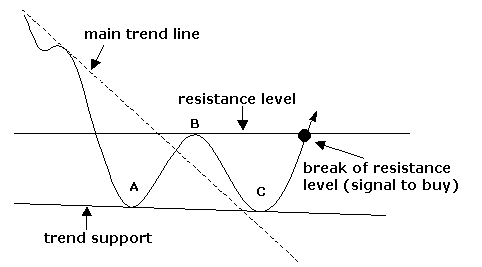 main trend line
resistance level
B
A
C
break of resistance
level (signal to buy)
trend support